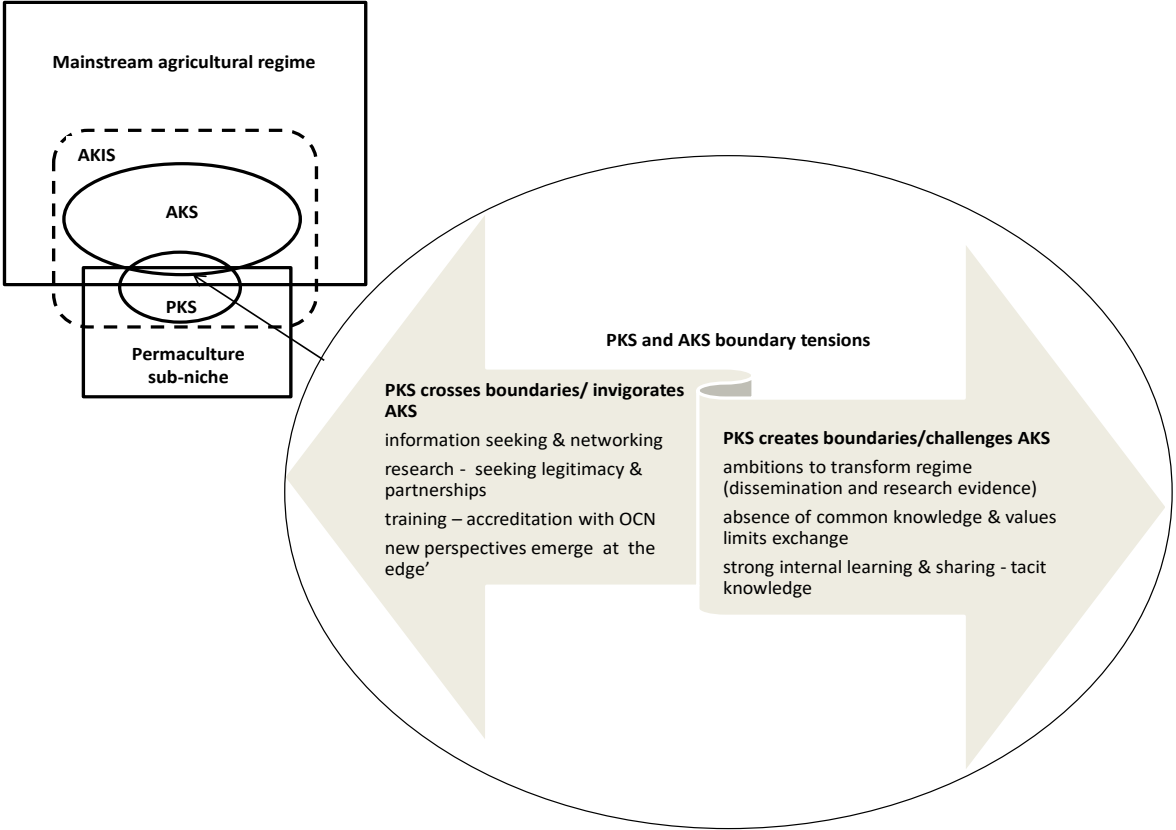 Mainstream agricultural regime
AKIS
AKS
PKS
Permaculture
sub-niche
PKS and AKS boundary tensions
PKS crosses boundaries/ invigorates
AKS
information seeking & networking
research -  seeking legitimacy &
partnerships
training – accreditation with OCN
new perspectives emerge  at  the
edge’
PKS creates boundaries/challenges AKS
ambitions to transform regime
(dissemination and research evidence)
absence of common knowledge & values
limits exchange
strong internal learning & sharing - tacit
knowledge